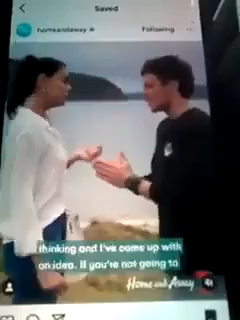 Saved
homeandaway
Following
thinking and I've come up with
an idea. If you're not going to
Home and Away